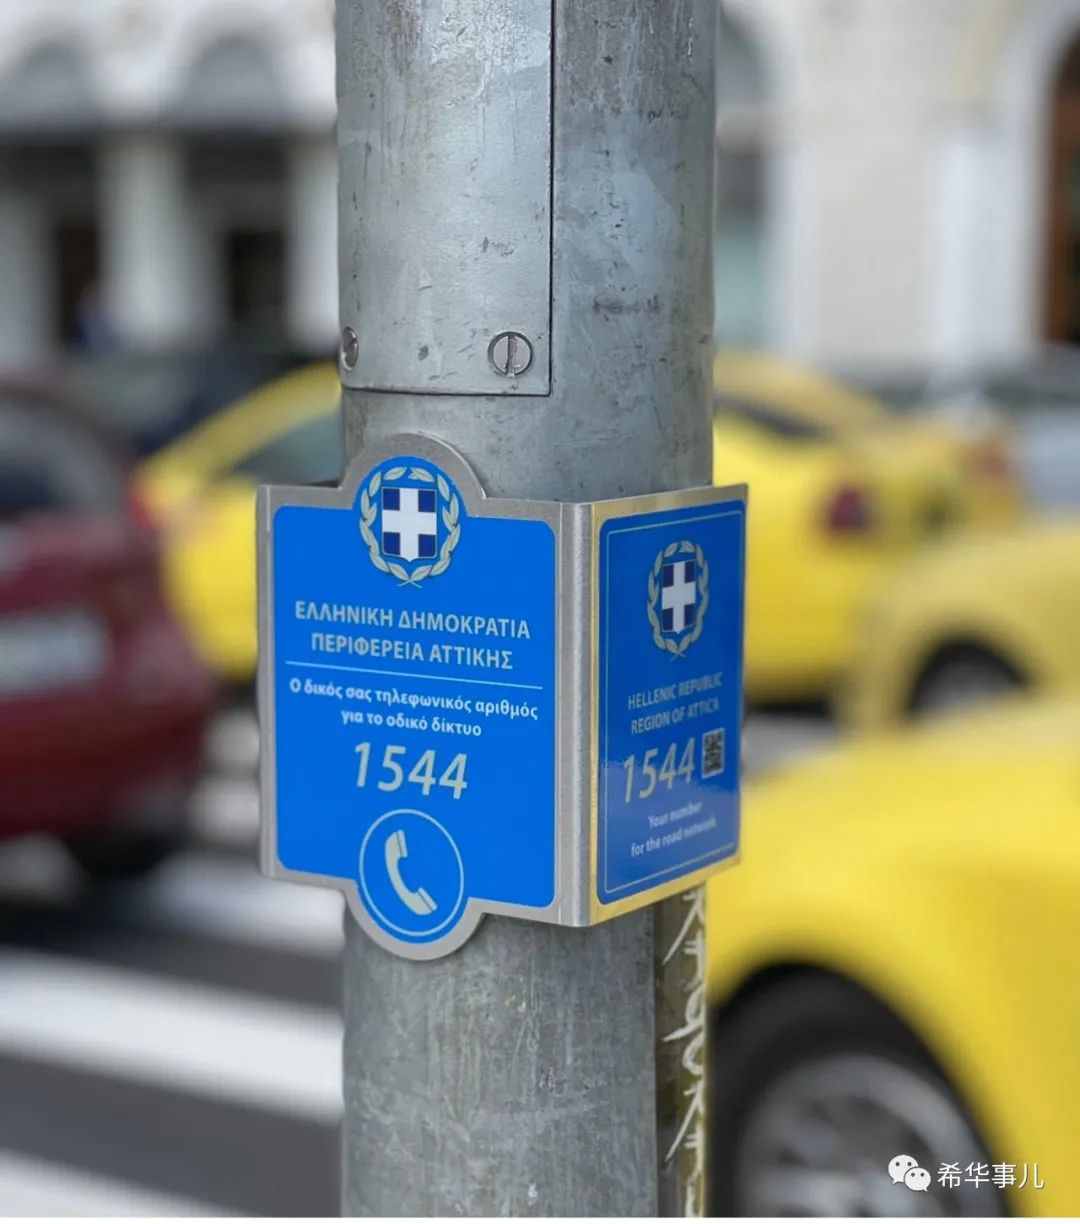 ΕΛΛΗΝΙΚΗ ΔΗΜΟΚΡΑΤΙΑ
ΠΕΡΙΦΕΡΕΙΑ ΑΤΤΙΚΗΣ
Ο δικός σας τηλεφωνικός αριθμός
για το οδικό δίκτυο
1544
HELLENIC REPUBLIC
REGION OF ATTICA
1544
Your number
for the road network
希华事儿